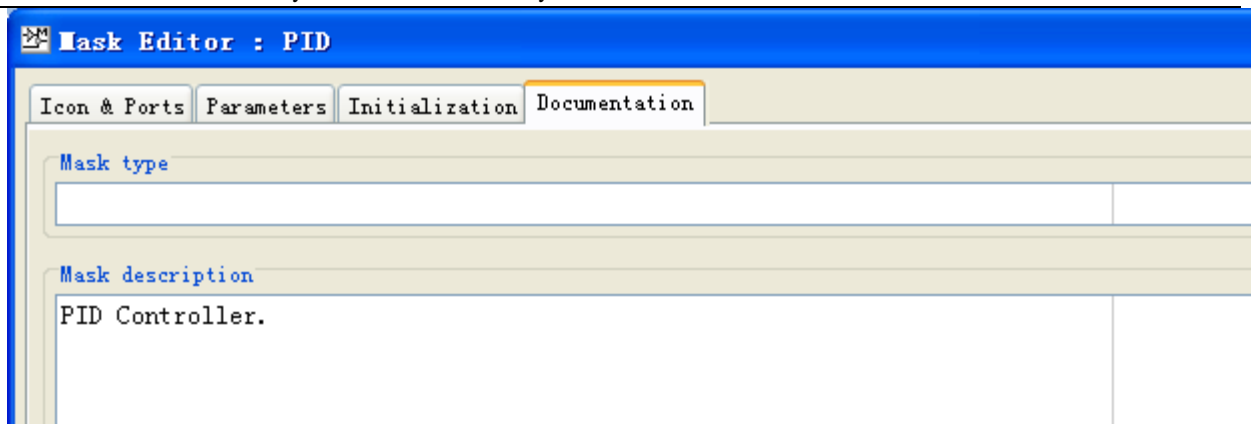 Mask Editor : PID
Icon & Ports Parameters Initialization Documentation
Mask type
Mask description
PID Controller.